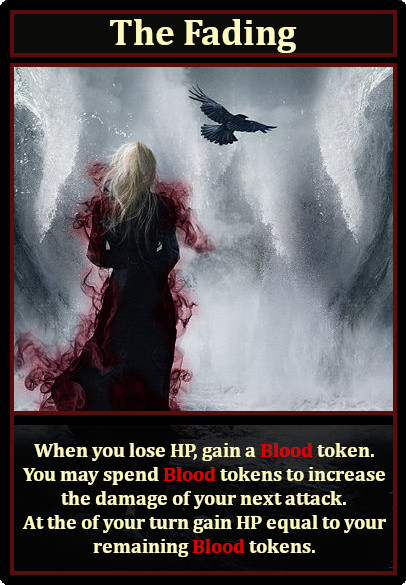 The Fading
When you lose HP, gain a Blood token.
You may spend Blood tokens to increase
the damage of your next attack.
At the of your turn gain HP equal to your
remaining Blood tokens.